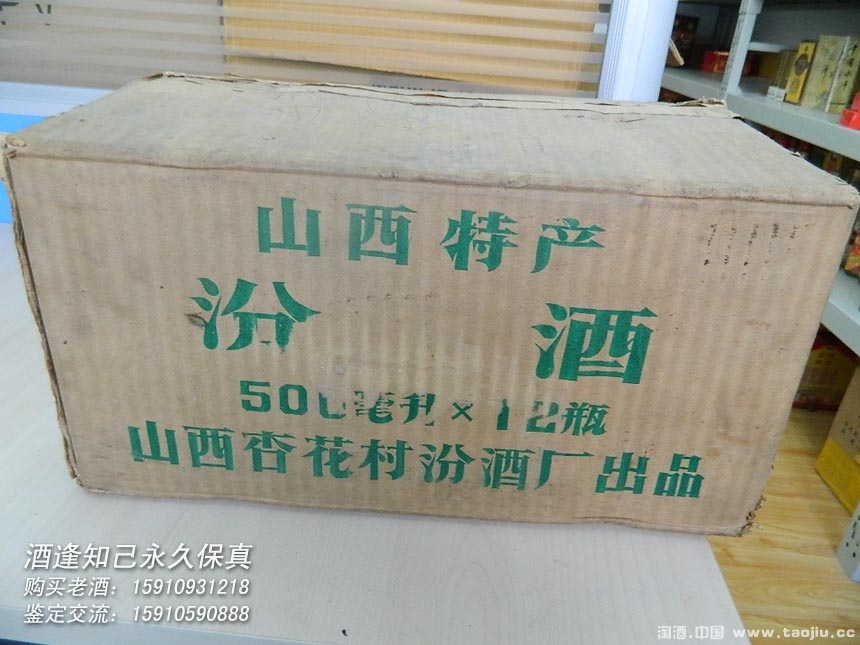 山西特产
汾酒
500毫升×12瓶
山西杏花村汾酒厂出品
酒逢知己永久保真
购买老酒：15910931218
鉴定交流：15910590888
淘酒.中国 www.taojiu.cc